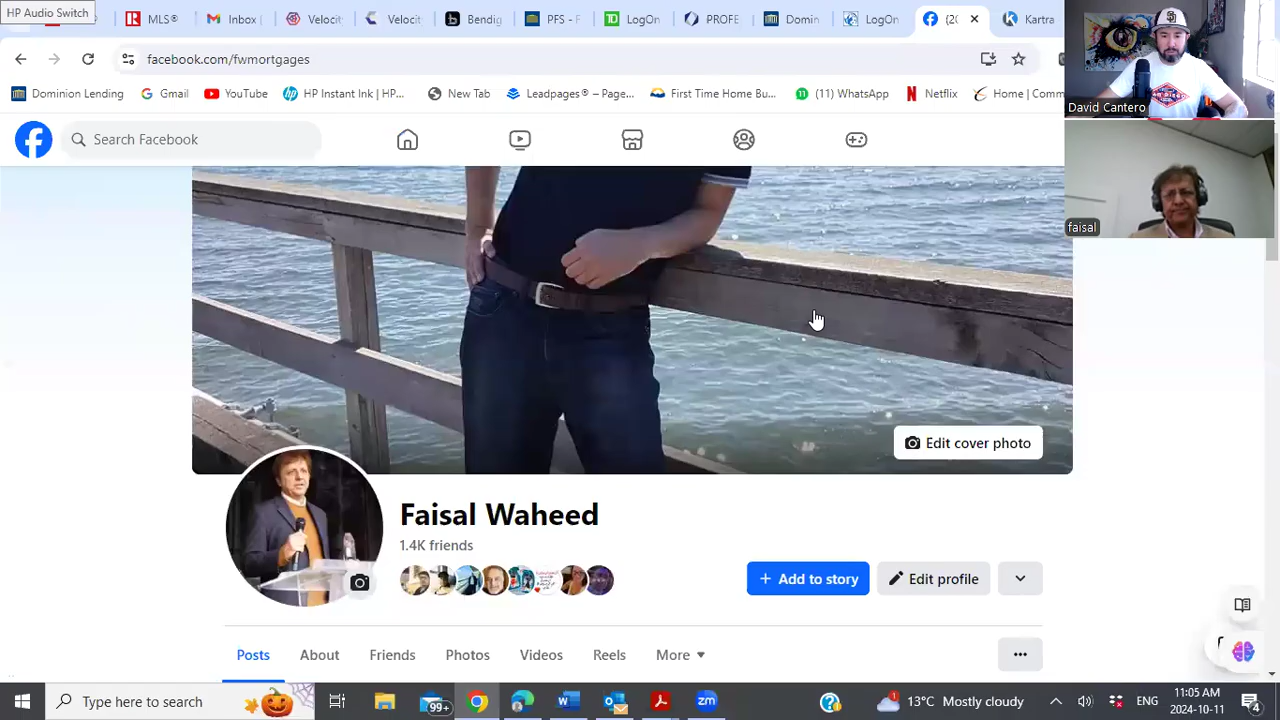 HP Audio Switch
MLS®
Inbox (
Velocity
Velocit
Bendig
PFS - F
LogOn
PROFE
Domin
LogOn
(20
Kartra
facebook.com/fwmortgages
Dominion Lending
Gmail
YouTube
HP Instant Ink | HP...
New Tab
Leadpages® – Page...
First Time Home Bu...
(11) WhatsApp
Netflix
Home | Comm
David Cantero
Search Facebook
faisal
Edit cover photo
Faisal Waheed
1.4K friends
+ Add to story
Edit profile
Posts
About
Friends
Photos
Videos
Reels
More
Type here to search
99+
zm
13°C Mostly cloudy
ENG
11:05 AM
2024-10-11
4